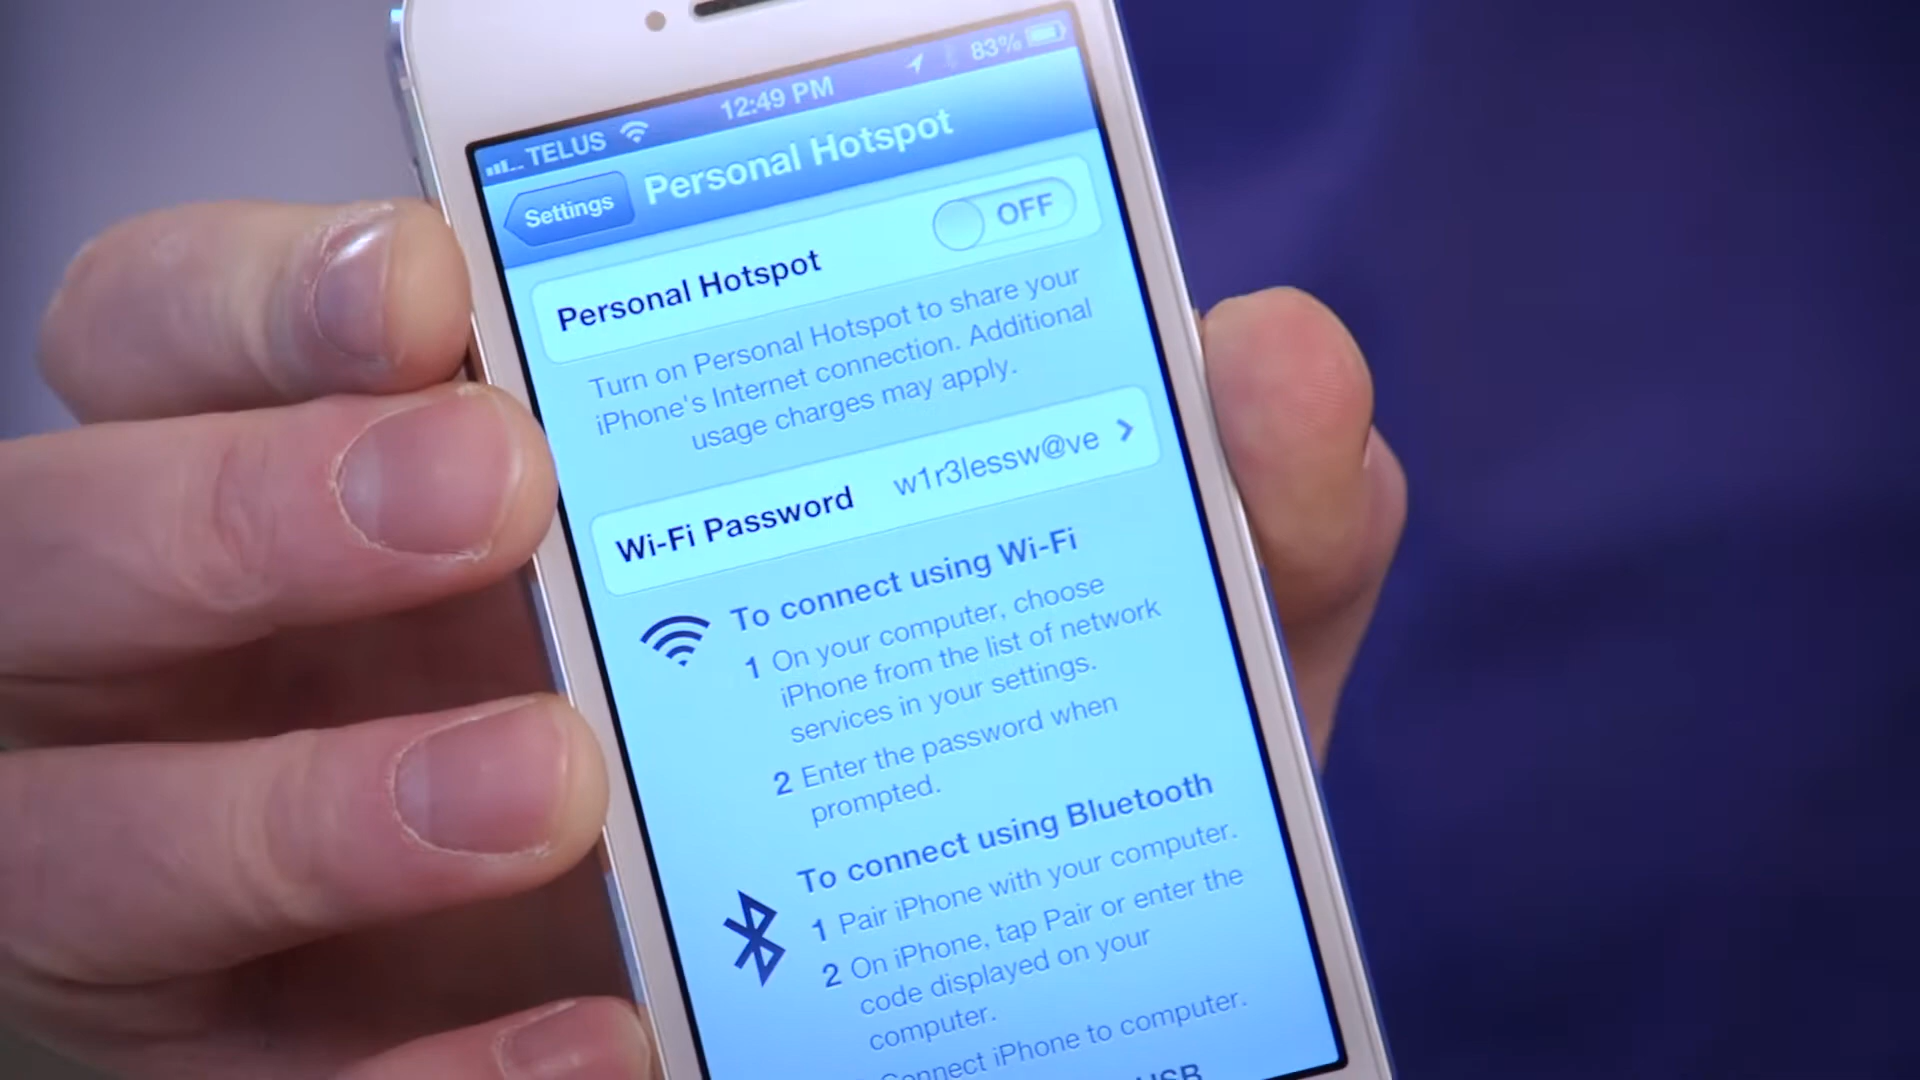 TELUS 12:49 PM 83%
Settings Personal Hotspot
Personal Hotspot OFF
Turn on Personal Hotspot to share your
iPhone's Internet connection. Additional
usage charges may apply.
Wi-Fi Password w1r3lessw@ve
To connect using Wi-Fi
1 On your computer, choose
iPhone from the list of network
services in your settings.
2 Enter the password when
prompted.
To connect using Bluetooth
1 Pair iPhone with your computer.
2 On iPhone, tap Pair or enter the
code displayed on your
computer.
Connect iPhone to computer.
USB